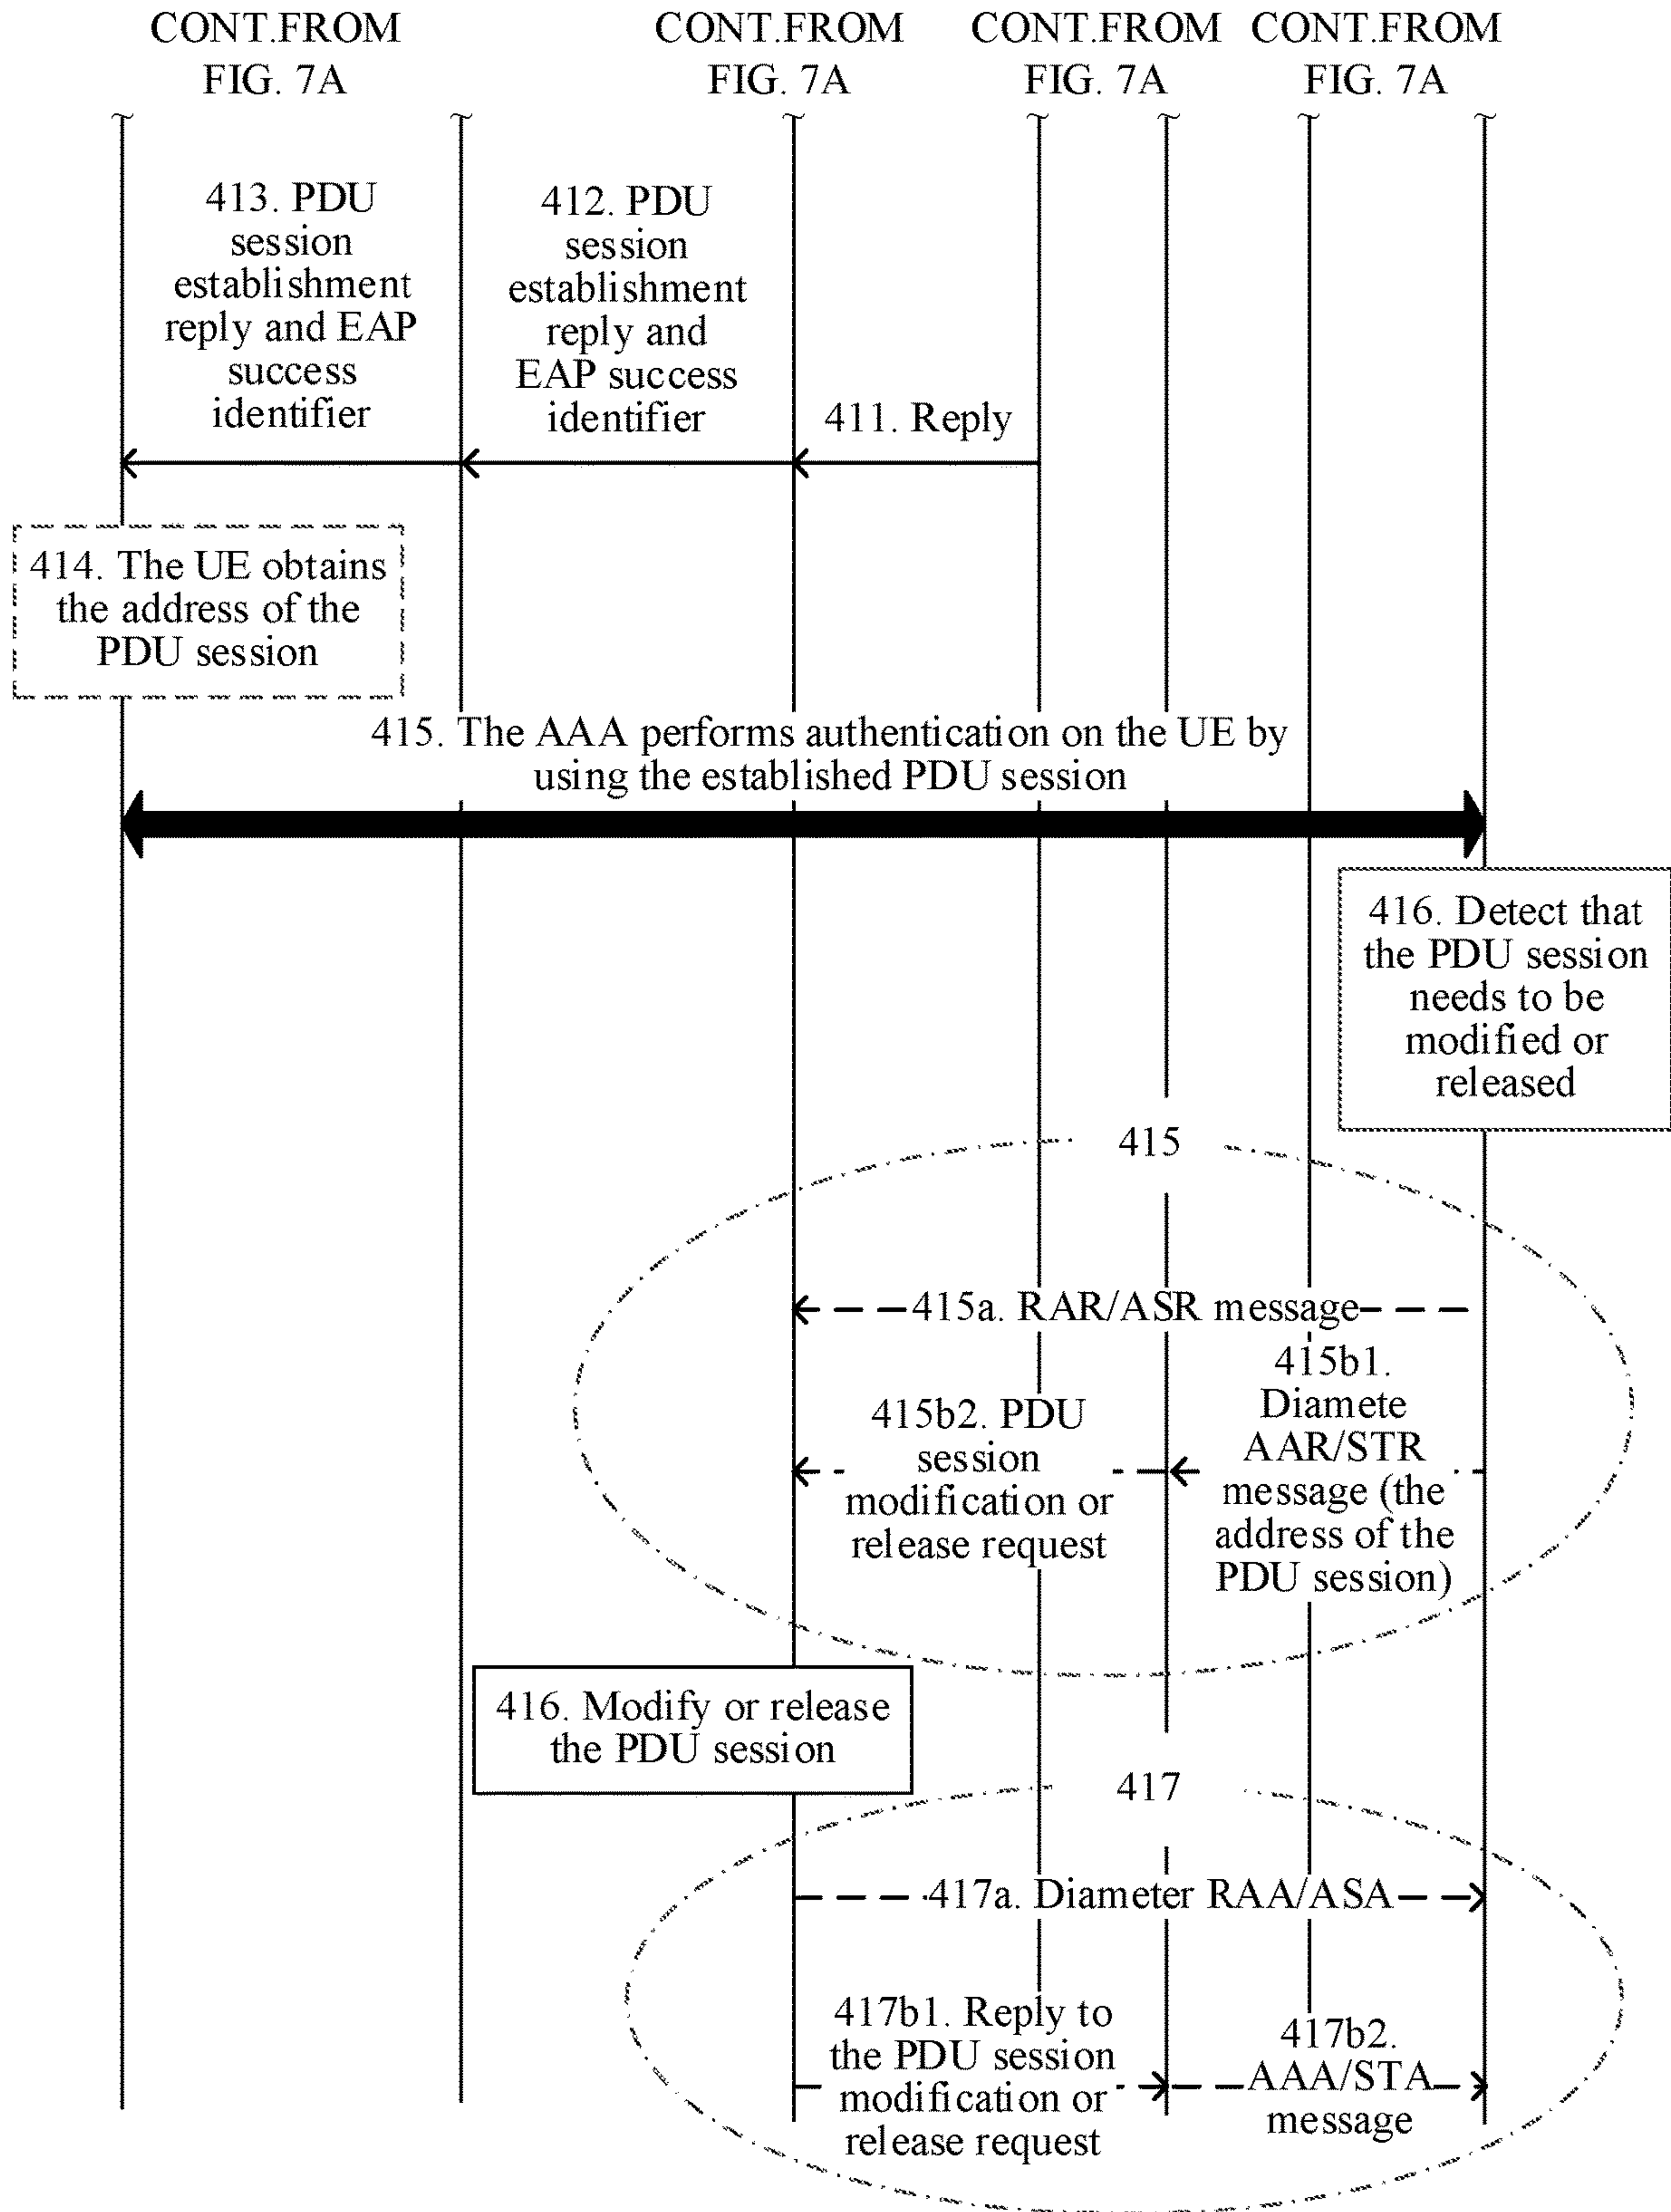 CONT.FROM
FIG. 7A
CONT.FROM
FIG. 7A
CONT.FROM
FIG. 7A
CONT.FROM
FIG. 7A
413. PDU
session
establishment
reply and EAP
success
identifier
412. PDU
session
establishment
reply and
EAP success
identifier
411. Reply
414. The UE obtains
the address of the
PDU session
415. The AAA performs authentication on the UE by
using the established PDU session
416. Detect that
the PDU session
needs to be
modified or
released
415
415a. RAR/ASR message
415b2. PDU
session
modification or
release request
415b1.
Diamete
AAR/STR
message (the
address of the
PDU session)
416. Modify or release
the PDU session
417
417a. Diameter RAA/ASA
417b1. Reply to
the PDU session
modification or
release request
417b2.
AAA/STA
message